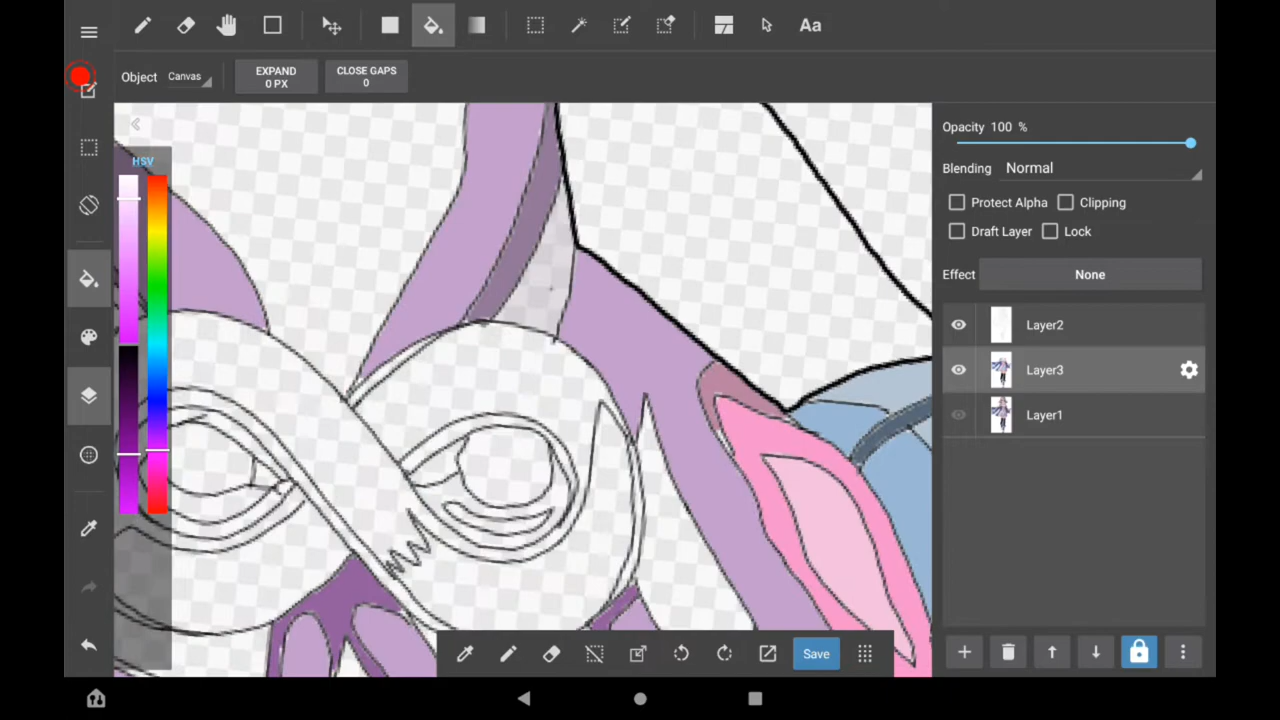 Aa
Object Canvas
EXPAND
0 PX
CLOSE GAPS
0
HSV
Opacity 100 %
Blending Normal
Protect Alpha Clipping
Draft Layer Lock
Effect None
Layer2
Layer3
Layer1
Save